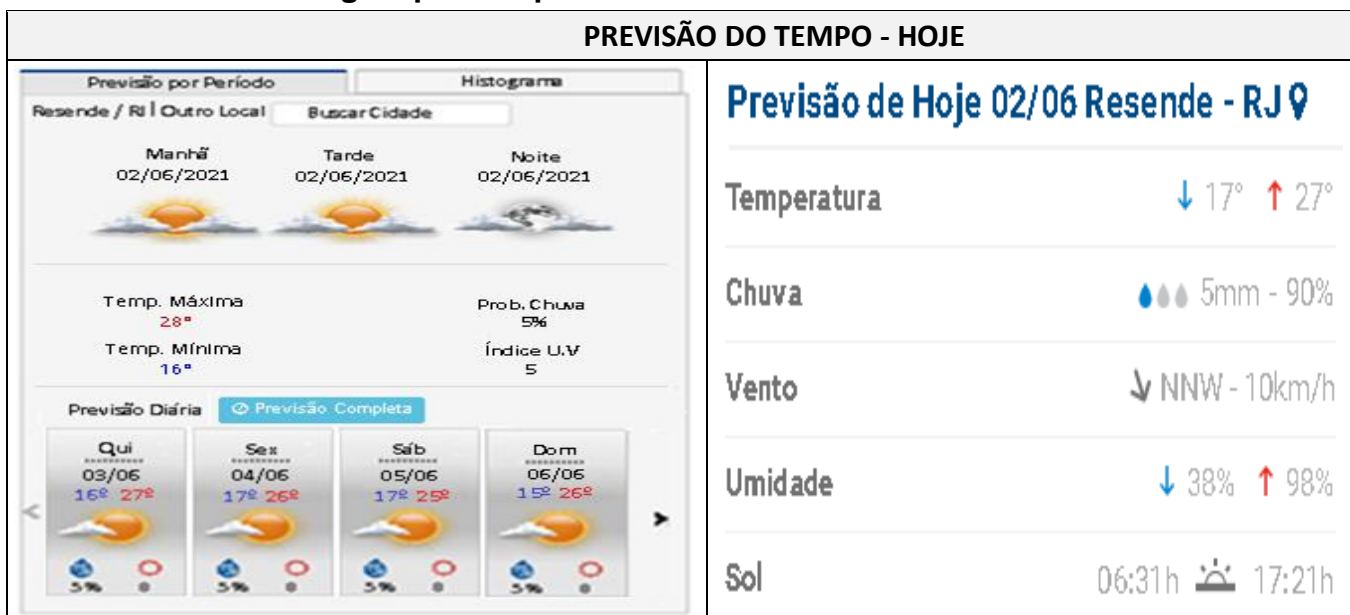 PREVISÃO DO TEMPO - HOJE
Previsão por Período
Histograma
Resende / RJ | Outro Local
Buscar Cidade
Manhã
02/06/2021
Tarde
02/06/2021
Noite
02/06/2021
Temp. Máxima
28°
Prob. Chuva
5%
Temp. Mínima
16°
Índice U.V
5
Previsão Diária
Previsão Completa
Qui
03/06
16º 27º
5% 0
Sex
04/06
17º 26º
5% 0
Sáb
05/06
17º 25º
5% 0
Dom
06/06
15º 26º
5% 0
Previsão de Hoje 02/06 Resende - RJ
Temperatura ↓ 17° ↑ 27°
Chuva 5mm - 90%
Vento NNW - 10km/h
Umidade ↓ 38% ↑ 98%
Sol 06:31h 17:21h